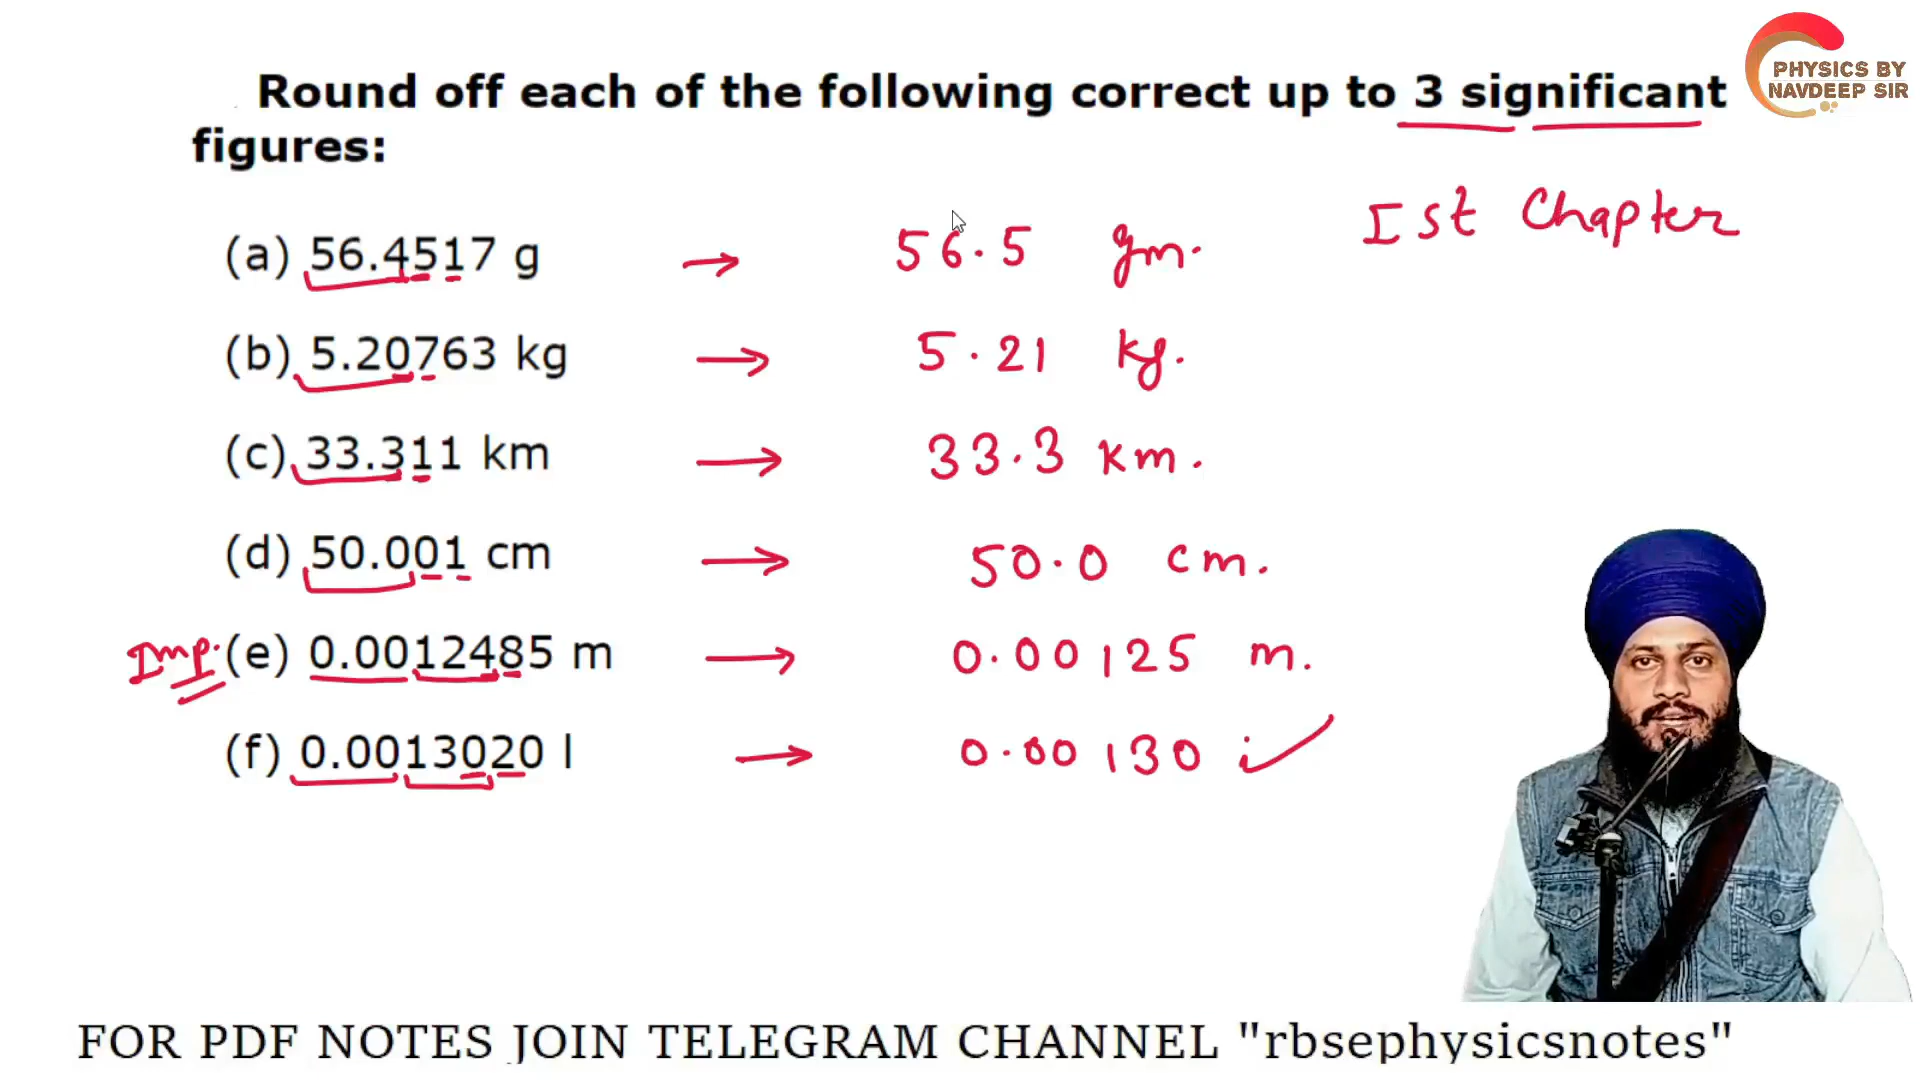 PHYSICS BY
NAVDEEP SIR
Round off each of the following correct up to 3 significant
figures:
Ist Chapter
(a) 56.4517 g → 56.5 gm.
(b) 5.20763 kg → 5.21 kg.
(c) 33.311 km → 33.3 km.
(d) 50.001 cm → 50.0 cm.
Imp. (e) 0.0012485 m → 0.00125 m.
(f) 0.0013020 l → 0.00130
FOR PDF NOTES JOIN TELEGRAM CHANNEL "rbsephysicsnotes"